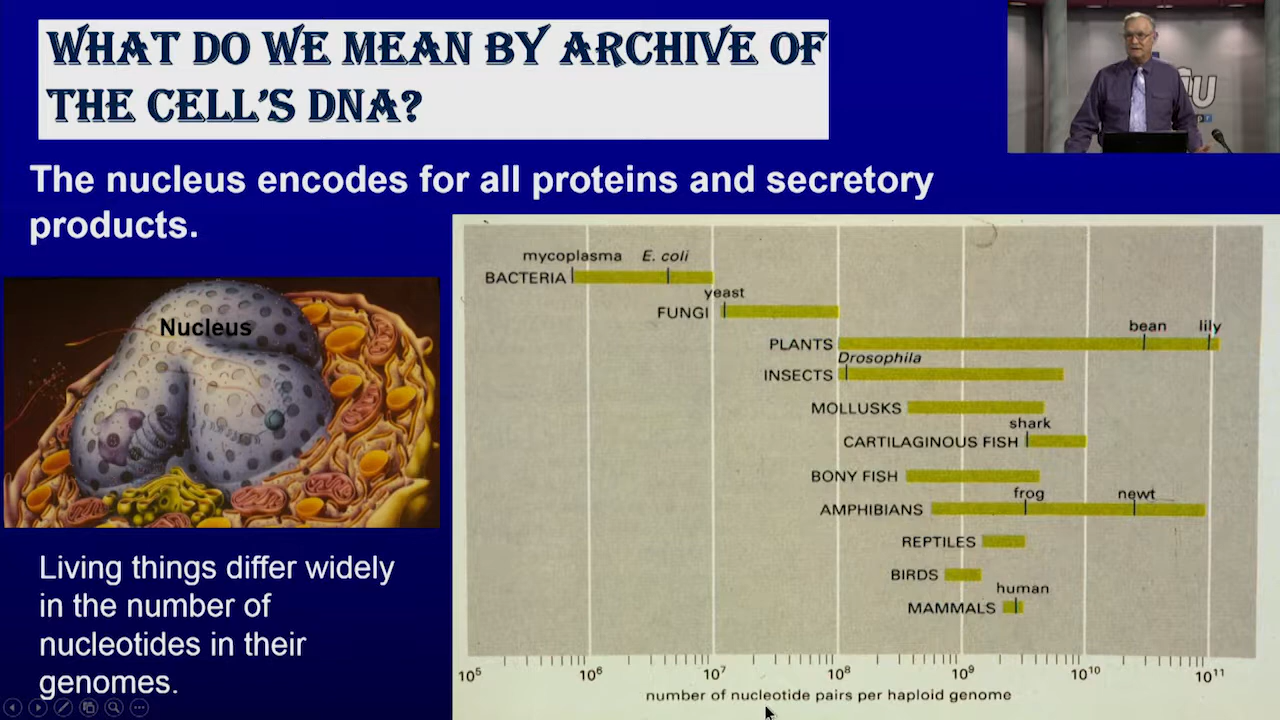 WHAT DO WE MEAN BY ARCHIVE OF
THE CELL'S DNA?
The nucleus encodes for all proteins and secretory
products.
Nucleus
Living things differ widely
in the number of
nucleotides in their
genomes.
mycoplasma E. coli
BACTERIA
yeast
FUNGI
bean lily
PLANTS
Drosophila
INSECTS
MOLLUSKS
shark
CARTILAGINOUS FISH
BONY FISH
frog newt
AMPHIBIANS
REPTILES
BIRDS
human
MAMMALS
10⁵ 10⁶ 10⁷ 10⁸ 10⁹ 10¹⁰ 10¹¹
number of nucleotide pairs per haploid genome